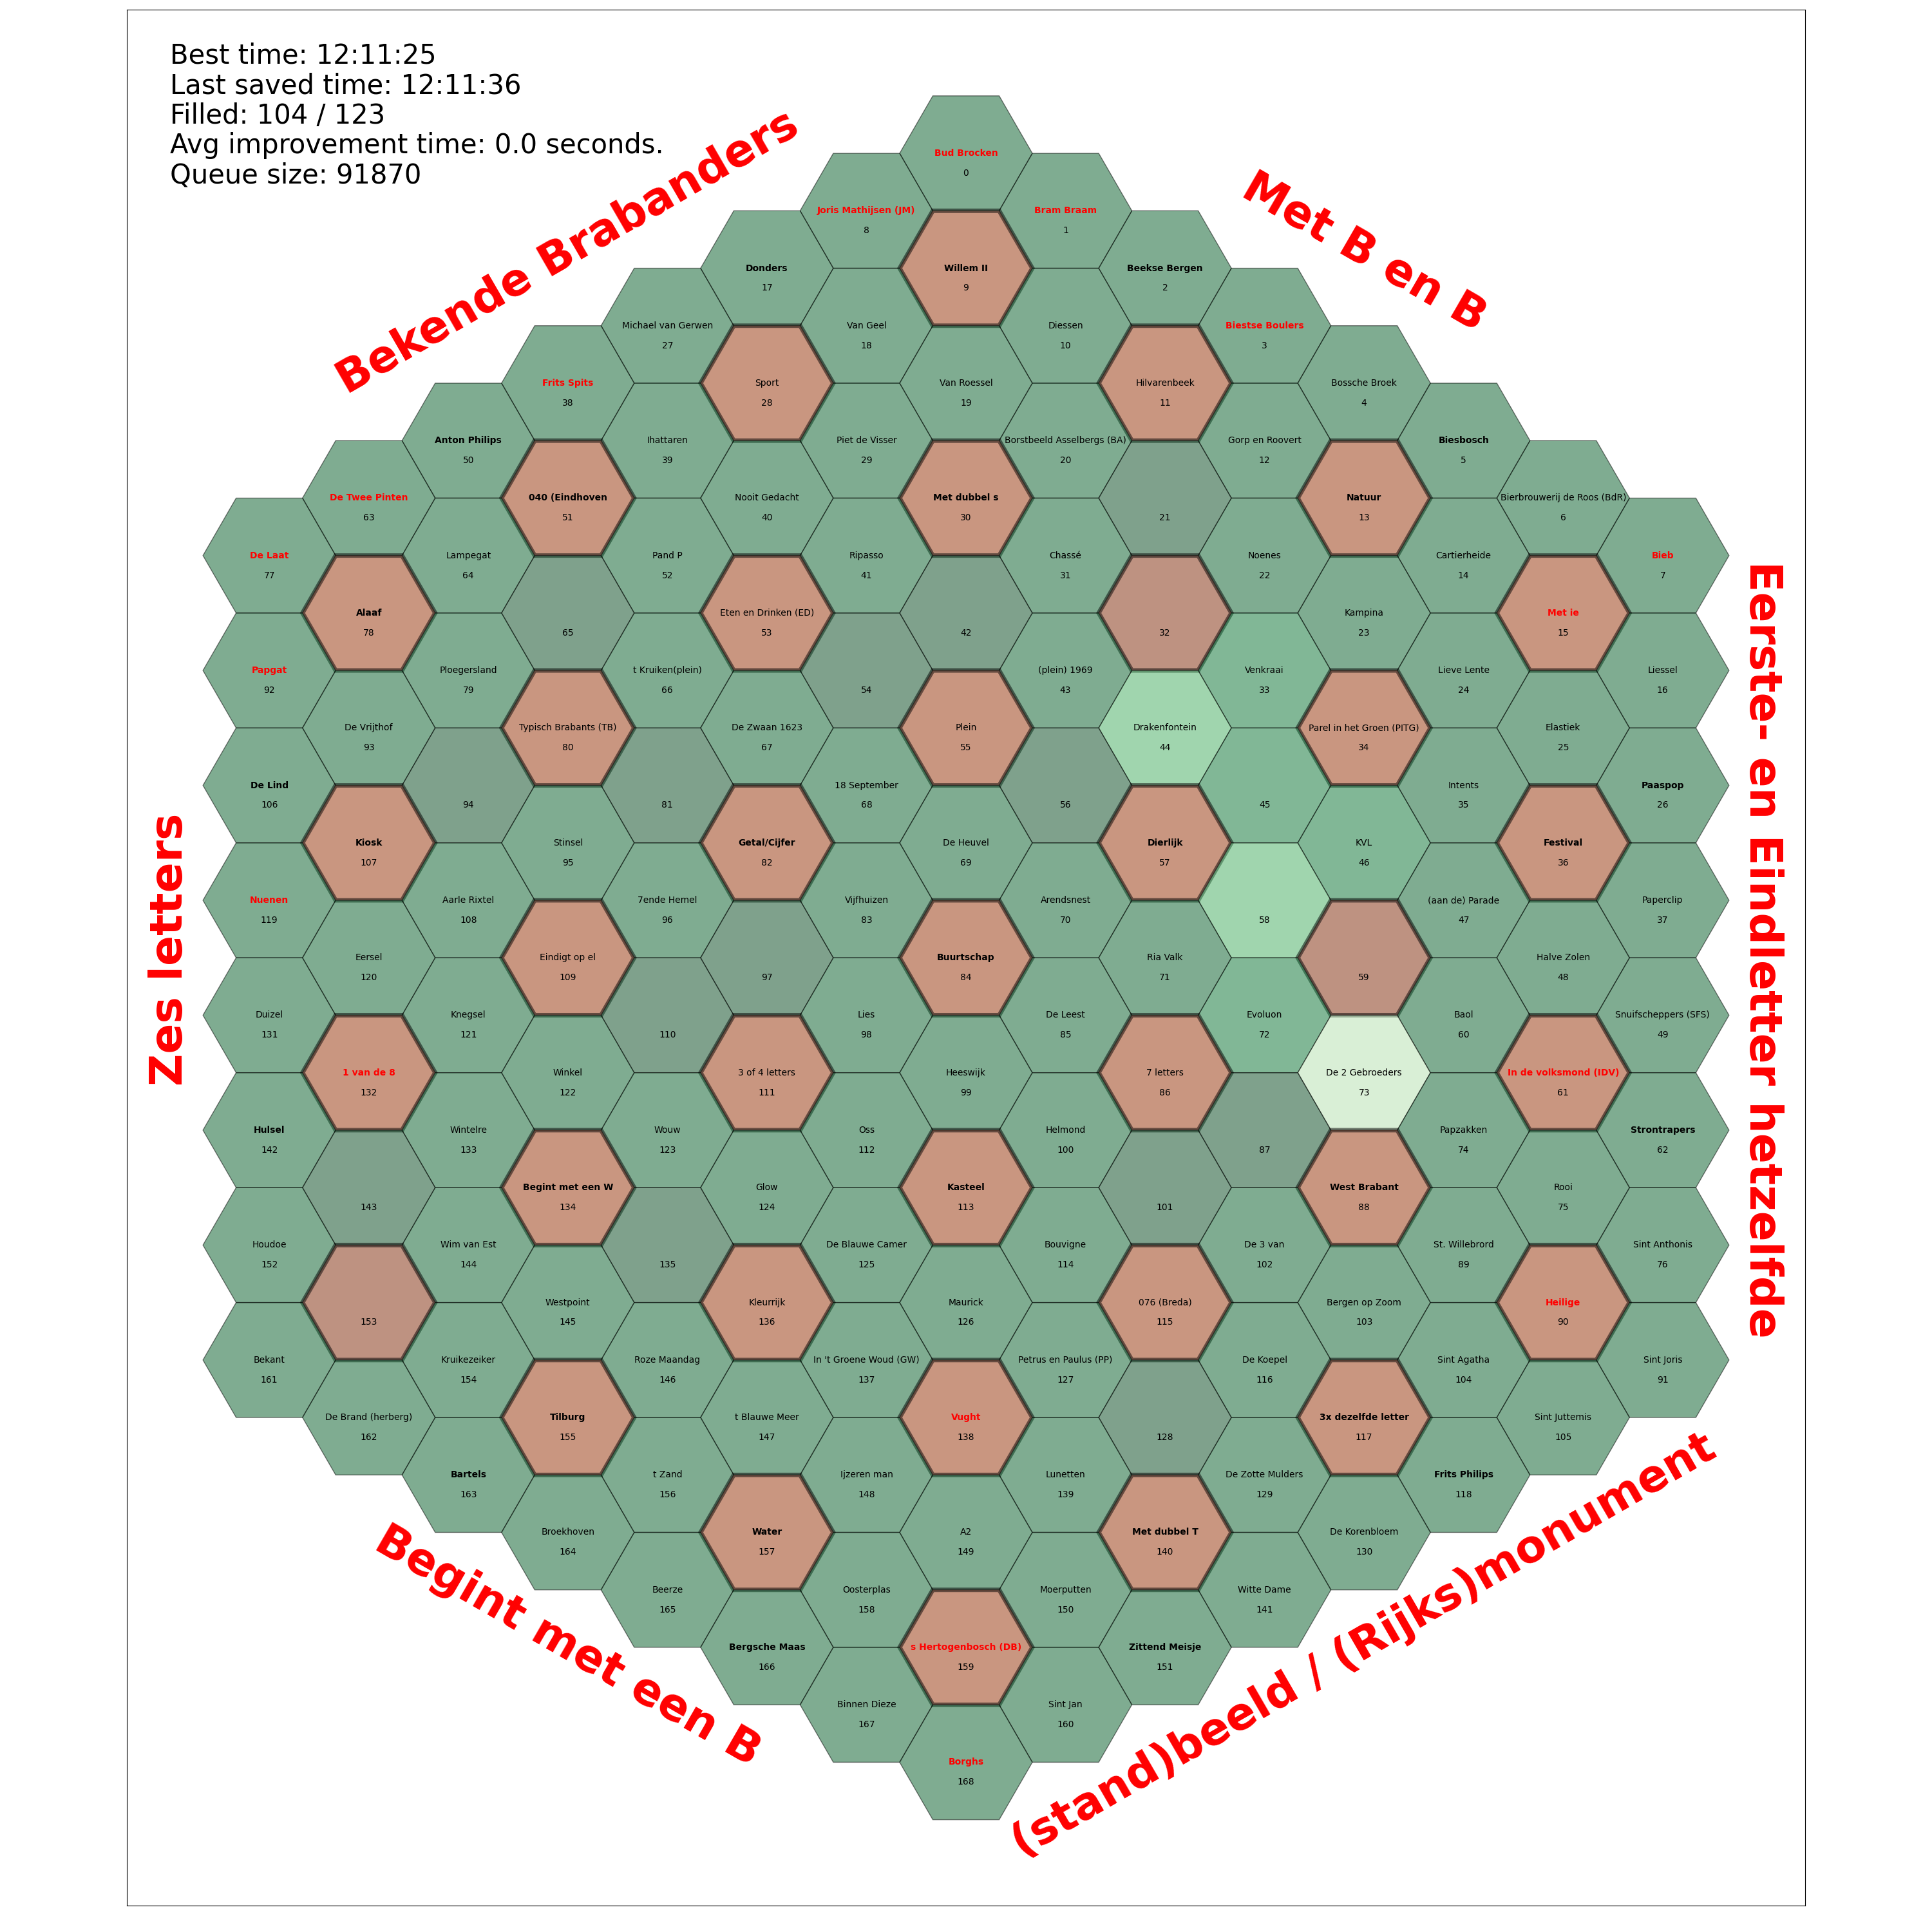 Best time: 12:11:25
Last saved time: 12:11:36
Filled: 104 / 123
Avg improvement time: 0.0 seconds.
Queue size: 91870
Bekende Brabanders
Met B en B
Eerste- en Eindletter hetzelfde
(stand)beeld / (Rijks)monument
Begint met een B
Zes letters
Bud Brocken
0
Bram Braam
1
Beekse Bergen
2
Biestse Boulers
3
Bossche Broek
4
Biesbosch
5
Bierbrouwerij de Roos (BdR)
6
Bieb
7
Joris Mathijsen (JM)
8
Willem II
9
Diessen
10
Hilvarenbeek
11
Gorp en Roovert
12
Natuur
13
Cartierheide
14
Met ie
15
Liessel
16
Donders
17
Van Geel
18
Van Roessel
19
Borstbeeld Asselbergs (BA)
20
21
Noenes
22
Kampina
23
Lieve Lente
24
Elastiek
25
Paaspop
26
Michael van Gerwen
27
Sport
28
Piet de Visser
29
Met dubbel s
30
Chassé
31
32
Venkraai
33
Parel in het Groen (PITG)
34
Intents
35
Festival
36
Paperclip
37
Frits Spits
38
Ihattaren
39
Nooit Gedacht
40
Ripasso
41
42
(plein) 1969
43
Drakenfontein
44
45
KVL
46
(aan de) Parade
47
Halve Zolen
48
Snuifscheppers (SFS)
49
Anton Philips
50
040 (Eindhoven
51
Pand P
52
Eten en Drinken (ED)
53
54
Plein
55
56
Dierlijk
57
58
59
Baol
60
In de volksmond (IDV)
61
Strontrapers
62
De Twee Pinten
63
Lampegat
64
65
t Kruiken(plein)
66
De Zwaan 1623
67
18 September
68
De Heuvel
69
Arendsnest
70
Ria Valk
71
Evoluon
72
De 2 Gebroeders
73
Papzakken
74
Rooi
75
Sint Anthonis
76
De Laat
77
Alaaf
78
Ploegersland
79
Typisch Brabants (TB)
80
81
Getal/Cijfer
82
Vijfhuizen
83
Buurtschap
84
De Leest
85
7 letters
86
87
West Brabant
88
St. Willebrord
89
Heilige
90
Sint Joris
91
Papgat
92
De Vrijthof
93
94
Stinsel
95
7ende Hemel
96
97
Lies
98
Heeswijk
99
Helmond
100
101
De 3 van
102
Bergen op Zoom
103
Sint Agatha
104
Sint Juttemis
105
De Lind
106
Kiosk
107
Aarle Rixtel
108
Eindigt op el
109
110
3 of 4 letters
111
Oss
112
Kasteel
113
Bouvigne
114
076 (Breda)
115
De Koepel
116
3x dezelfde letter
117
Frits Philips
118
Nuenen
119
Eersel
120
Knegsel
121
Winkel
122
Wouw
123
Glow
124
De Blauwe Camer
125
Maurick
126
Petrus en Paulus (PP)
127
128
De Zotte Mulders
129
De Korenbloem
130
Duizel
131
1 van de 8
132
Wintelre
133
Begint met een W
134
135
Kleurrijk
136
In 't Groene Woud (GW)
137
Vught
138
Lunetten
139
Met dubbel T
140
Witte Dame
141
Hulsel
142
143
Wim van Est
144
Westpoint
145
Roze Maandag
146
t Blauwe Meer
147
Ijzeren man
148
A2
149
Moerputten
150
Zittend Meisje
151
Houdoe
152
153
Kruikezeiker
154
Tilburg
155
t Zand
156
Water
157
Oosterplas
158
s Hertogenbosch (DB)
159
Sint Jan
160
Bekant
161
De Brand (herberg)
162
Bartels
163
Broekhoven
164
Beerze
165
Bergsche Maas
166
Binnen Dieze
167
Borghs
168